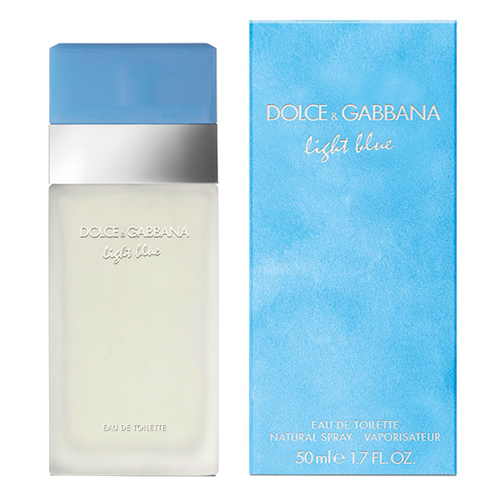 DOLCE & GABBANA
light blue
EAU DE TOILETTE
DOLCE & GABBANA
light blue
EAU DE TOILETTE
NATURAL SPRAY - VAPORISATEUR
50 ml ℮ 1.7 FL. OZ.